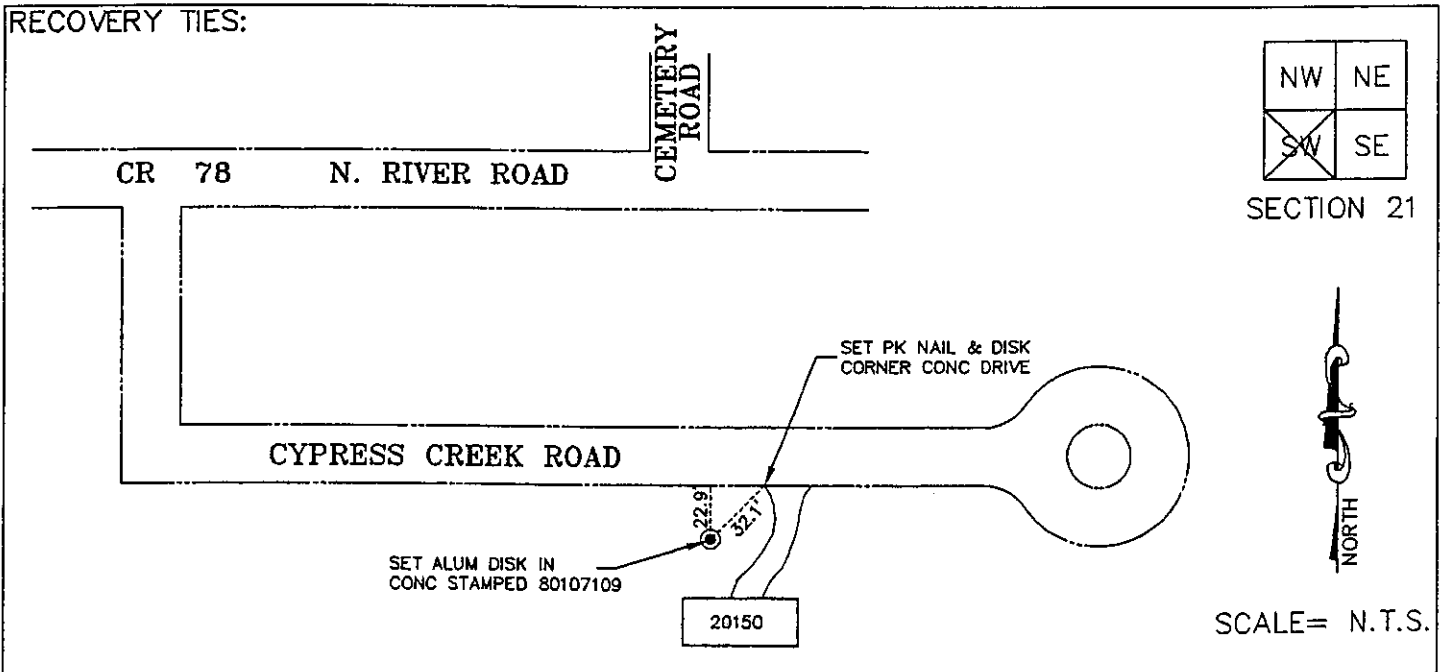 RECOVERY TIES:
CEMETERY
ROAD
NW NE
SW SE
SECTION 21
CR 78 N. RIVER ROAD
SET PK NAIL & DISK
CORNER CONC DRIVE
CYPRESS CREEK ROAD
22.9'
32.1'
SET ALUM DISK IN
CONC STAMPED 80107109
20150
NORTH
SCALE= N.T.S.